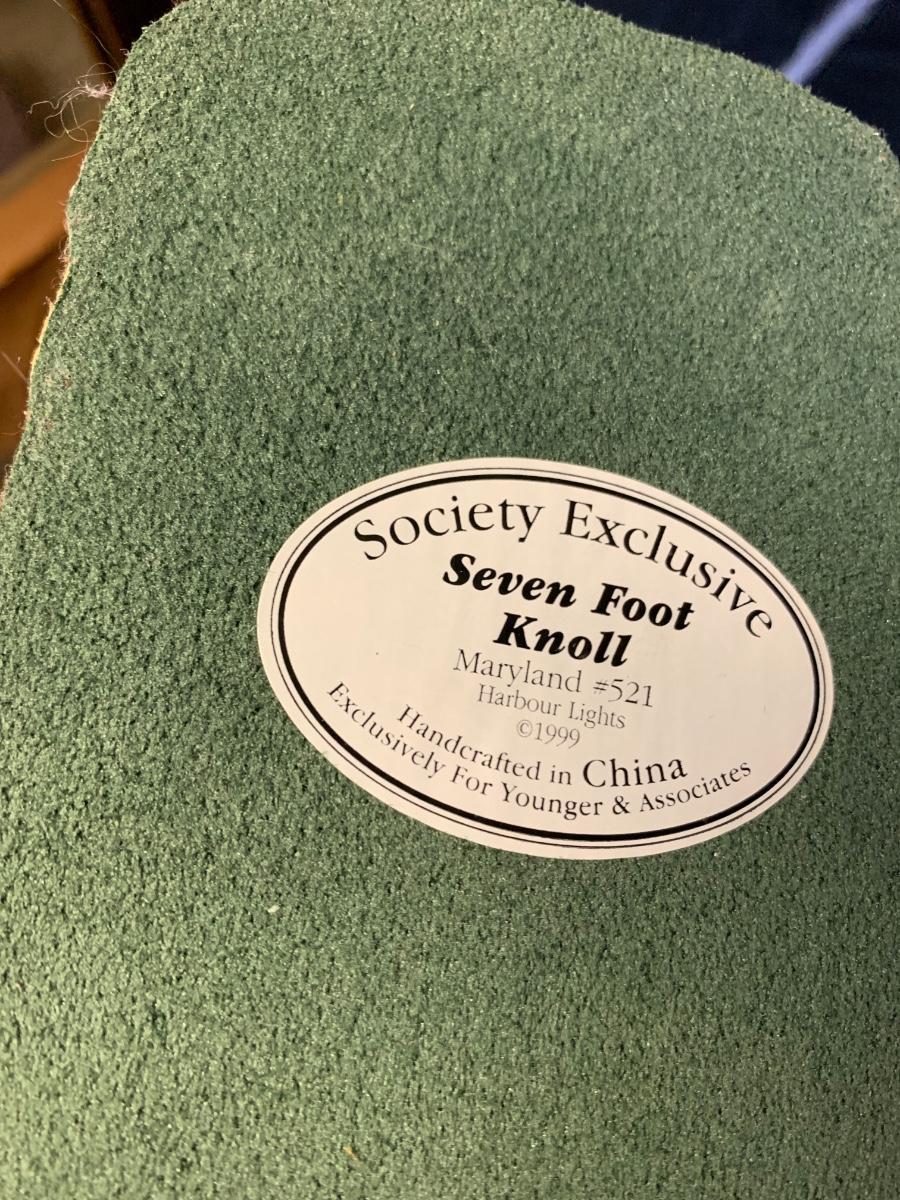 Society Exclusive
Seven Foot
Knoll
Maryland #521
Harbour Lights
©1999
Handcrafted in China
Exclusively For Younger & Associates